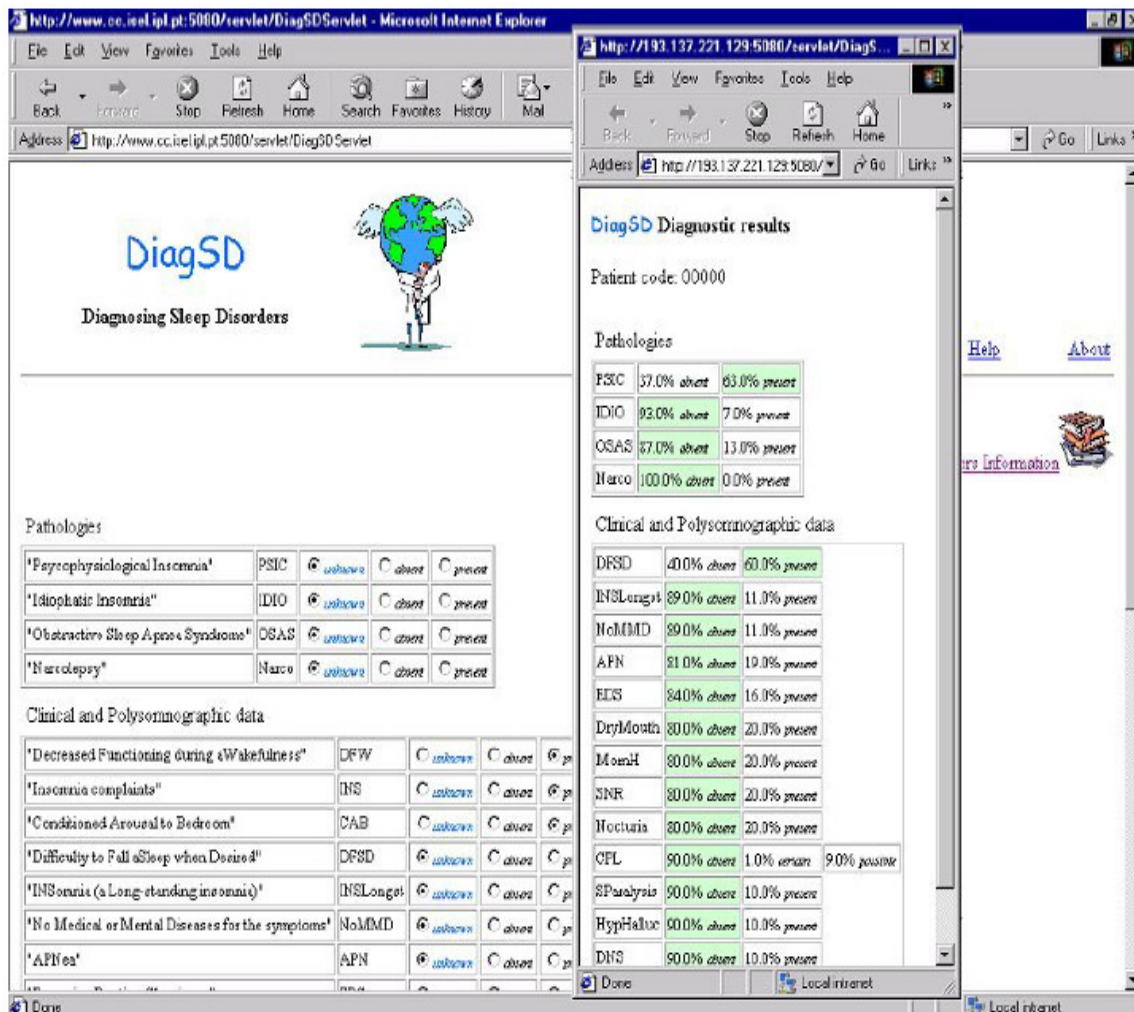 http://www.cc.isel.ipl.pt:5080/servlet/DiagSDServlet - Microsoft Internet Explorer
File Edit View Favorites Tools Help
Back Forward Stop Refresh Home Search Favorites History Mail
Address http://www.cc.isel.ipl.pt:5080/servlet/DiagSDServlet
Go Links »
DiagSD
Diagnosing Sleep Disorders
Help About
ers Information
Pathologies
"Psycophysiological Insomnia" PSIC unknown absent present
"Idiophatic Insomnia" IDIO unknown absent present
"Obstructive Sleep Apnea Syndrome" OSAS unknown absent present
"Narcolepsy" Narco unknown absent present
Clinical and Polysomnographic data
"Decreased Functioning during aWakefulness" DFW unknown absent p
"Insomnia complaints" INS unknown absent p
"Conditioned Arousal to Bedroom" CAB unknown absent p
"Difficulty to Fall aSleep when Desired" DFSD unknown absent p
"INSomnia (a Long-standing insomnia)" INSLongst unknown absent p
"No Medical or Mental Diseases for the symptoms" NoMMD unknown absent p
"APNea" APN unknown absent p
Done
Local intranet
http://193.137.221.129:5080/servlet/DiagS...
File Edit View Favorites Tools Help »
Back Forward Stop Refresh Home
Address http://193.137.221.129:5080/ Go Links »
DiagSD Diagnostic results
Patient code: 00000
Pathologies
PSIC 37.0% absent 63.0% present
IDIO 93.0% absent 7.0% present
OSAS 87.0% absent 13.0% present
Narco 100.0% absent 0.0% present
Clinical and Polysomnographic data
DFSD 40.0% absent 60.0% present
INSLongst 89.0% absent 11.0% present
NoMMD 89.0% absent 11.0% present
APN 81.0% absent 19.0% present
EDS 84.0% absent 16.0% present
DryMouth 80.0% absent 20.0% present
MornH 80.0% absent 20.0% present
SNR 80.0% absent 20.0% present
Nocturia 80.0% absent 20.0% present
CPL 90.0% absent 1.0% certain 9.0% possible
SParalysis 90.0% absent 10.0% present
HypHalluc 90.0% absent 10.0% present
DNS 90.0% absent 10.0% present
Done Local intranet